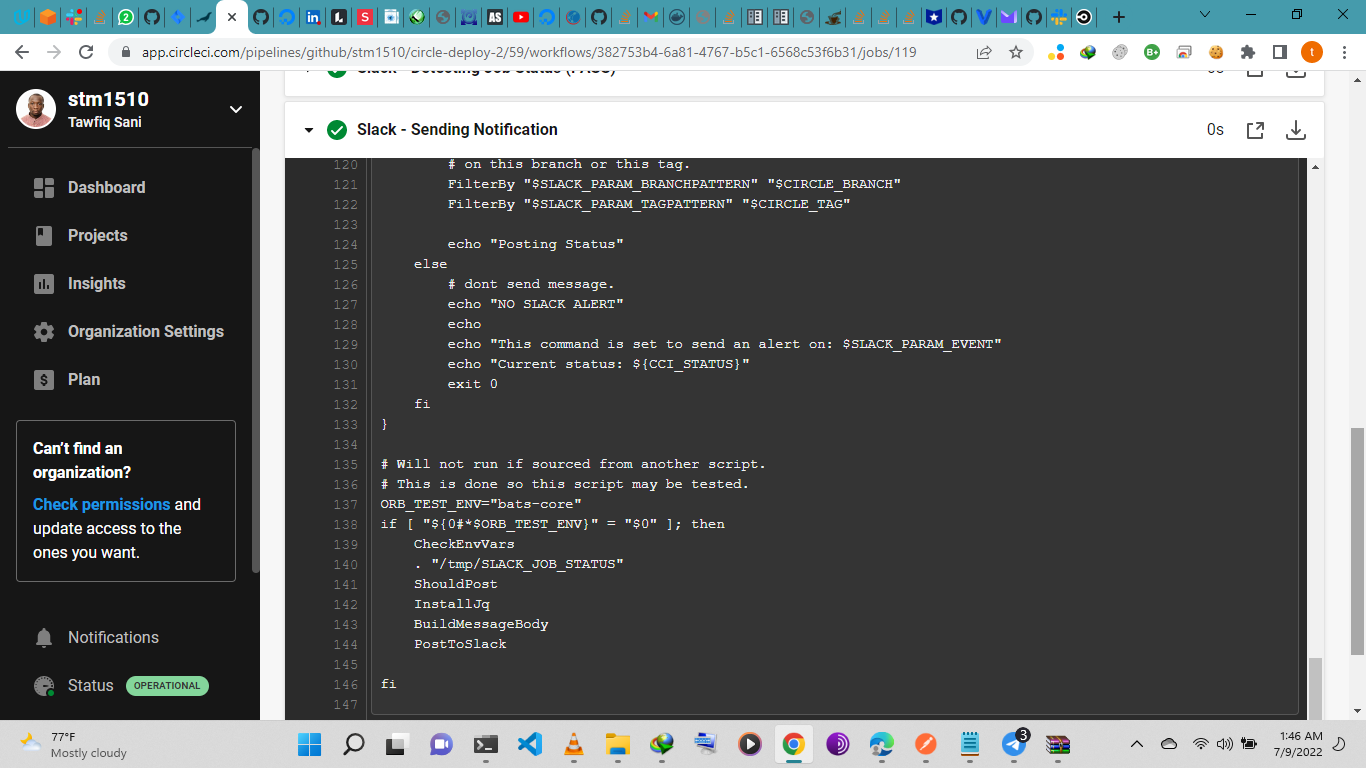 app.circleci.com/pipelines/github/stm1510/circle-deploy-2/59/workflows/382753b4-6a81-4767-b5c1-6568c53f6b31/jobs/119
stm1510
Tawfiq Sani
Dashboard
Projects
Insights
Organization Settings
Plan
Can't find an
organization?
Check permissions and
update access to the
ones you want.
Notifications
Status OPERATIONAL
Slack - Detecting Job Status (PASS)
0s
Slack - Sending Notification
0s
120 # on this branch or this tag.
121 FilterBy "$SLACK_PARAM_BRANCHPATTERN" "$CIRCLE_BRANCH"
122 FilterBy "$SLACK_PARAM_TAGPATTERN" "$CIRCLE_TAG"
123
124 echo "Posting Status"
125 else
126 # dont send message.
127 echo "NO SLACK ALERT"
128 echo
129 echo "This command is set to send an alert on: $SLACK_PARAM_EVENT"
130 echo "Current status: ${CCI_STATUS}"
131 exit 0
132 fi
133 }
134
135 # Will not run if sourced from another script.
136 # This is done so this script may be tested.
137 ORB_TEST_ENV="bats-core"
138 if [ "${0#*$ORB_TEST_ENV}" = "$0" ]; then
139 CheckEnvVars
140 . "/tmp/SLACK_JOB_STATUS"
141 ShouldPost
142 InstallJq
143 BuildMessageBody
144 PostToSlack
145
146 fi
147
77°F
Mostly cloudy
3
1:46 AM
7/9/2022